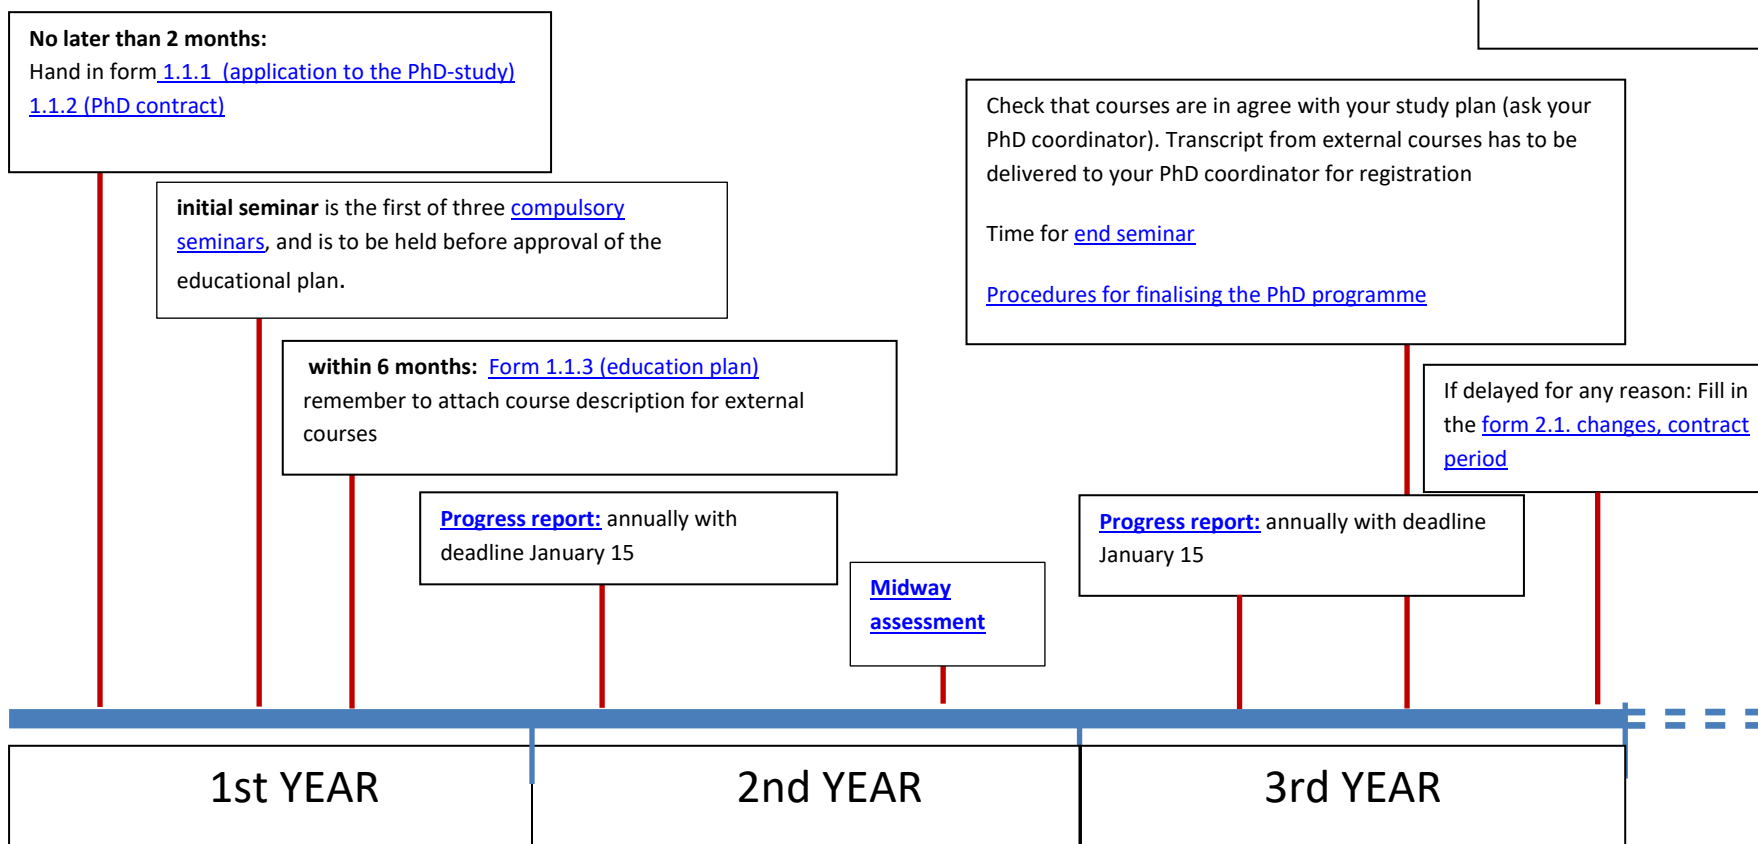 No later than 2 months:
Hand in form 1.1.1  (application to the PhD-study)
1.1.2 (PhD contract)
initial seminar is the first of three compulsory
seminars, and is to be held before approval of the
educational plan.
within 6 months:  Form 1.1.3 (education plan)
remember to attach course description for external
courses
Progress report: annually with
deadline January 15
Midway
assessment
Check that courses are in agree with your study plan (ask your
PhD coordinator). Transcript from external courses has to be
delivered to your PhD coordinator for registration
Time for end seminar
Procedures for finalising the PhD programme
Progress report: annually with deadline
January 15
If delayed for any reason: Fill in
the form 2.1. changes, contract
period
1st YEAR
2nd YEAR
3rd YEAR